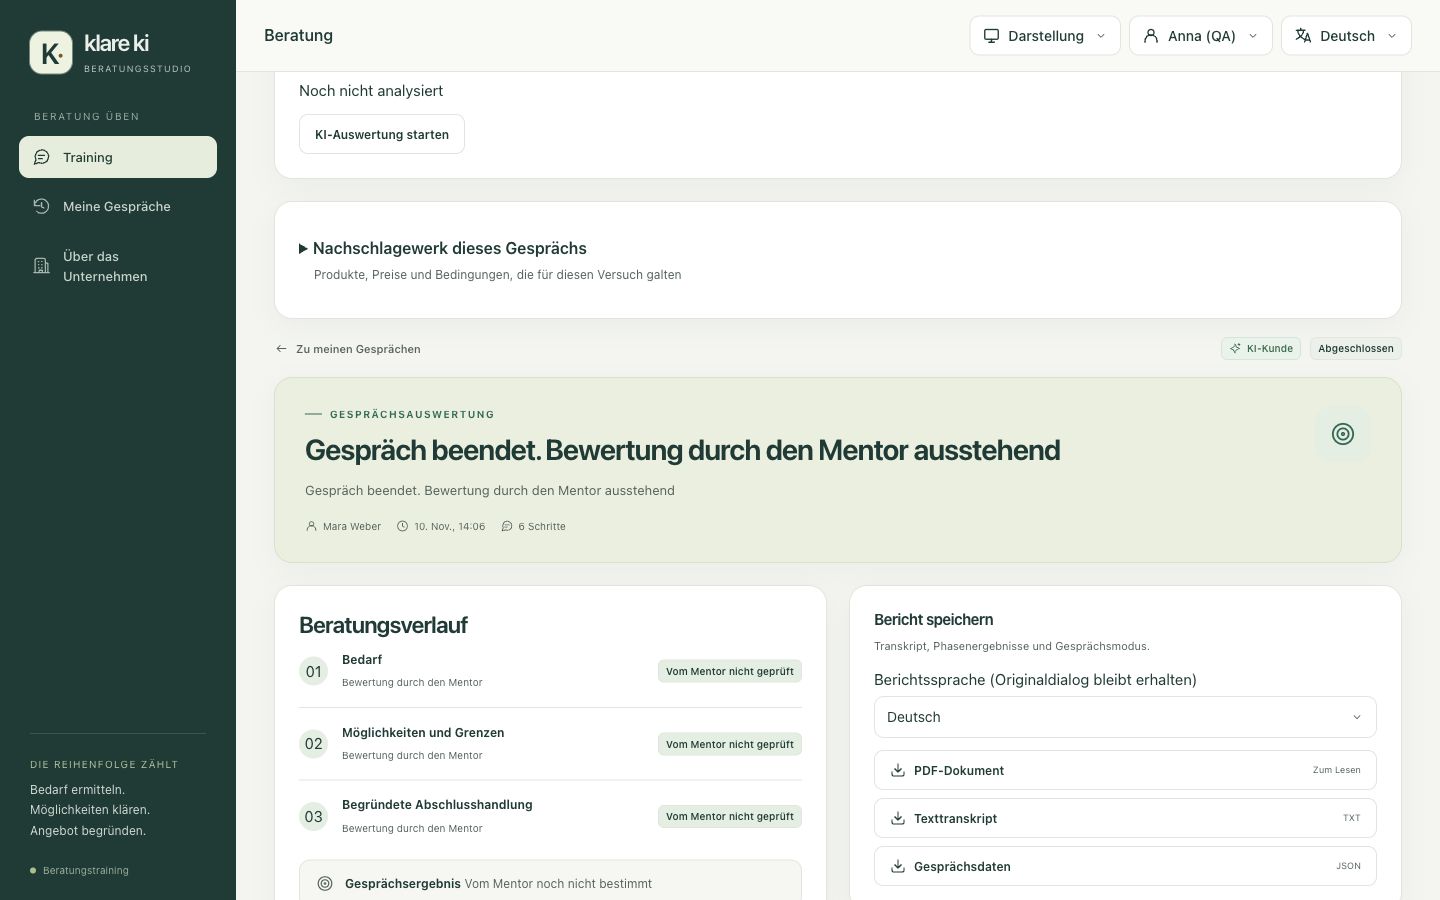 K
klare ki
BERATUNGSSTUDIO
BERATUNG ÜBEN
Training
Meine Gespräche
Über das
Unternehmen
DIE REIHENFOLGE ZÄHLT
Bedarf ermitteln.
Möglichkeiten klären.
Angebot begründen.
Beratungstraining
Beratung
Darstellung
Anna (QA)
Deutsch
Noch nicht analysiert
KI-Auswertung starten
Nachschlagewerk dieses Gesprächs
Produkte, Preise und Bedingungen, die für diesen Versuch galten
Zu meinen Gesprächen
KI-Kunde
Abgeschlossen
GESPRÄCHSAUSWERTUNG
Gespräch beendet. Bewertung durch den Mentor ausstehend
Gespräch beendet. Bewertung durch den Mentor ausstehend
Mara Weber
10. Nov., 14:06
6 Schritte
Beratungsverlauf
01
Bedarf
Bewertung durch den Mentor
Vom Mentor nicht geprüft
02
Möglichkeiten und Grenzen
Bewertung durch den Mentor
Vom Mentor nicht geprüft
03
Begründete Abschlusshandlung
Bewertung durch den Mentor
Vom Mentor nicht geprüft
Gesprächsergebnis Vom Mentor noch nicht bestimmt
Bericht speichern
Transkript, Phasenergebnisse und Gesprächsmodus.
Berichtssprache (Originaldialog bleibt erhalten)
Deutsch
PDF-Dokument
Zum Lesen
Texttranskript
TXT
Gesprächsdaten
JSON